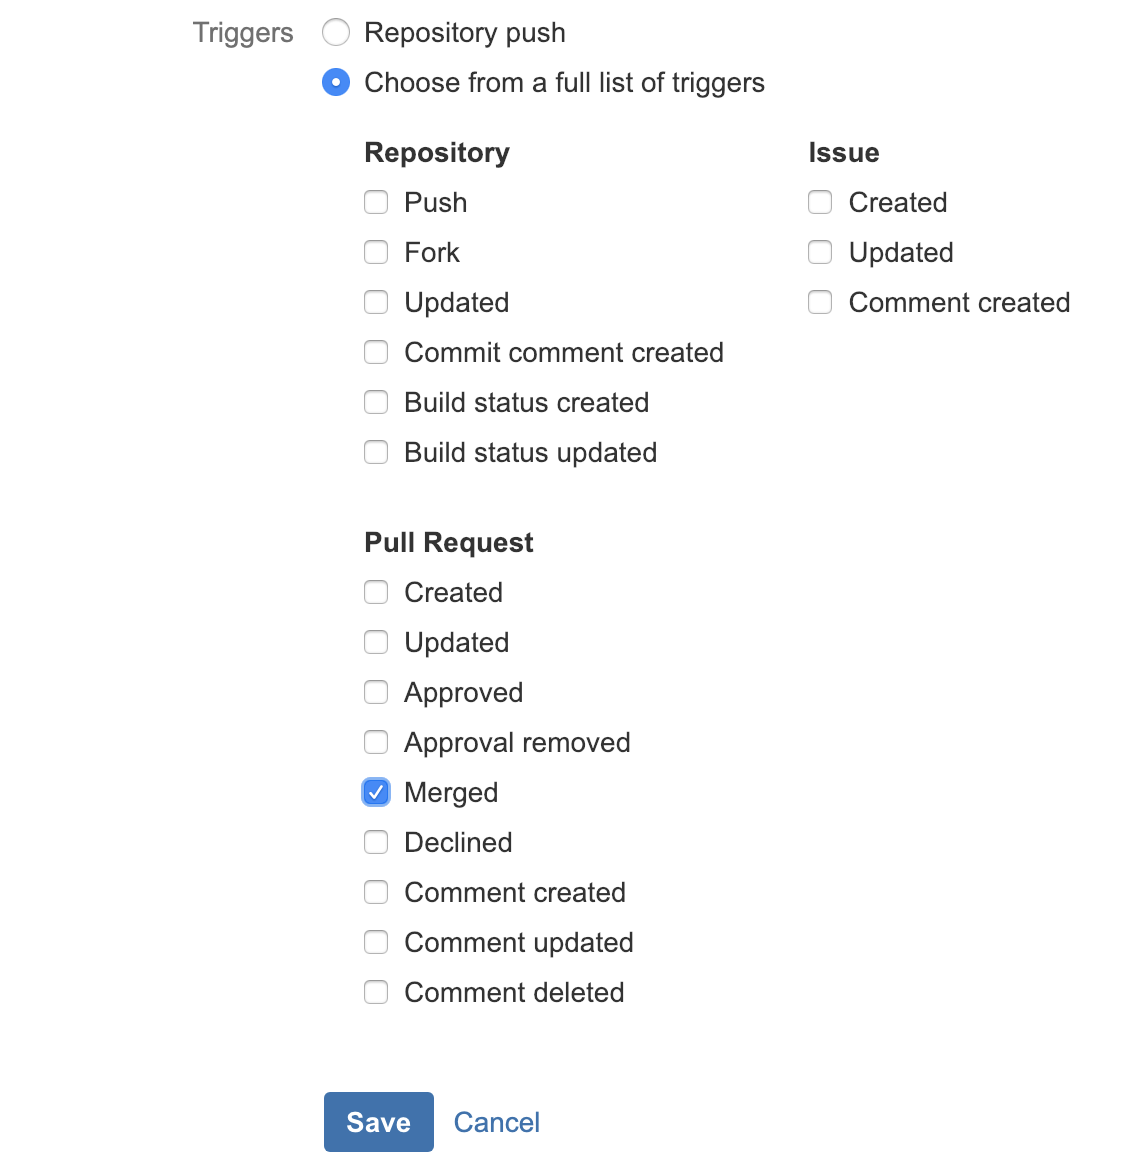 Triggers Repository push
Choose from a full list of triggers
Repository
Push
Fork
Updated
Commit comment created
Build status created
Build status updated
Issue
Created
Updated
Comment created
Pull Request
Created
Updated
Approved
Approval removed
Merged
Declined
Comment created
Comment updated
Comment deleted
Save Cancel